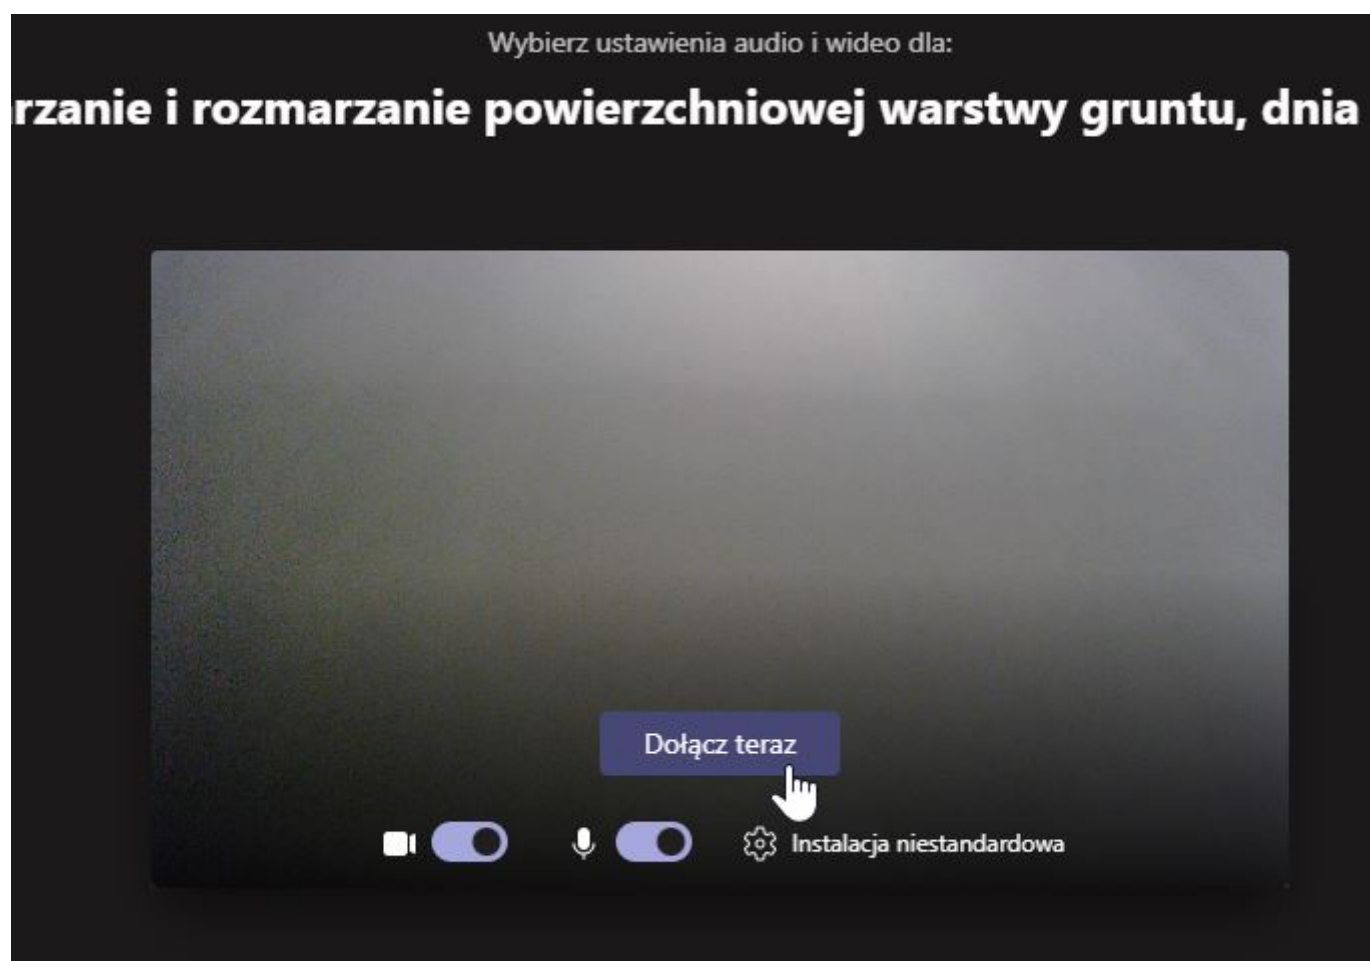 Wybierz ustawienia audio i wideo dla:
rzanie i rozmarzanie powierzchniowej warstwy gruntu, dnia
Dołącz teraz
Instalacja niestandardowa